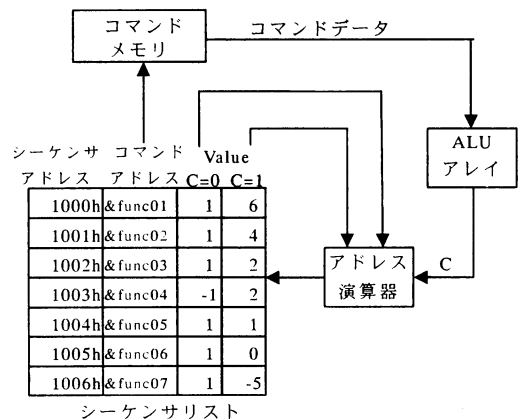 コマンド
メモリ
コマンドデータ
ALU
アレイ
シーケンサ コマンド Value
アドレス アドレス C=0 C=1
1000h &func01 1 6
1001h &func02 1 4
1002h &func03 1 2
1003h &func04 -1 2
1004h &func05 1 1
1005h &func06 1 0
1006h &func07 1 -5
アドレス
演算器
C
シーケンサリスト